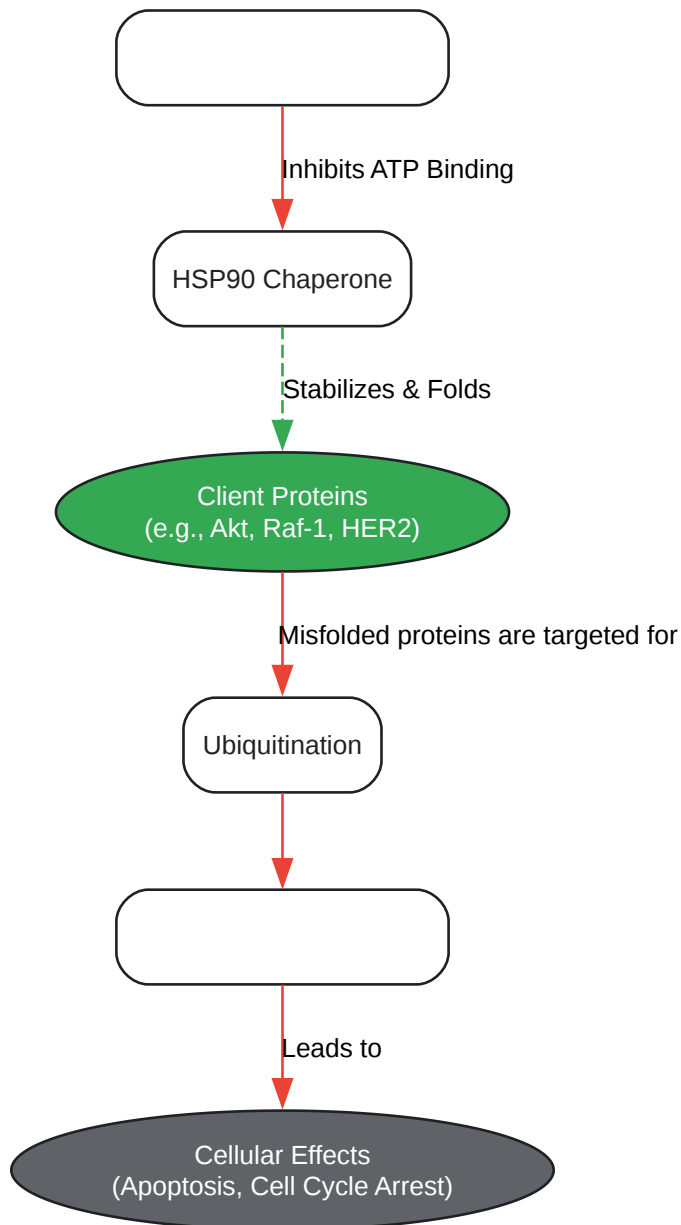 Inhibits ATP Binding
HSP90 Chaperone
Stabilizes & Folds
Client Proteins
(e.g., Akt, Raf-1, HER2)
Misfolded proteins are targeted for
Ubiquitination
Leads to
Cellular Effects
(Apoptosis, Cell Cycle Arrest)